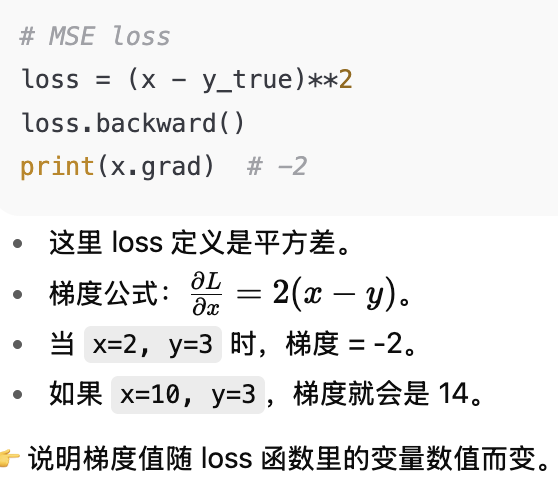 # MSE loss
loss = (x - y_true)**2
loss.backward()
print(x.grad)  # -2
• 这里 loss 定义是平方差。
• 梯度公式：∂L/∂x = 2(x − y)。
• 当 x=2, y=3 时，梯度 = -2。
• 如果 x=10, y=3，梯度就会是 14。
👉 说明梯度值随 loss 函数里的变量数值而变。